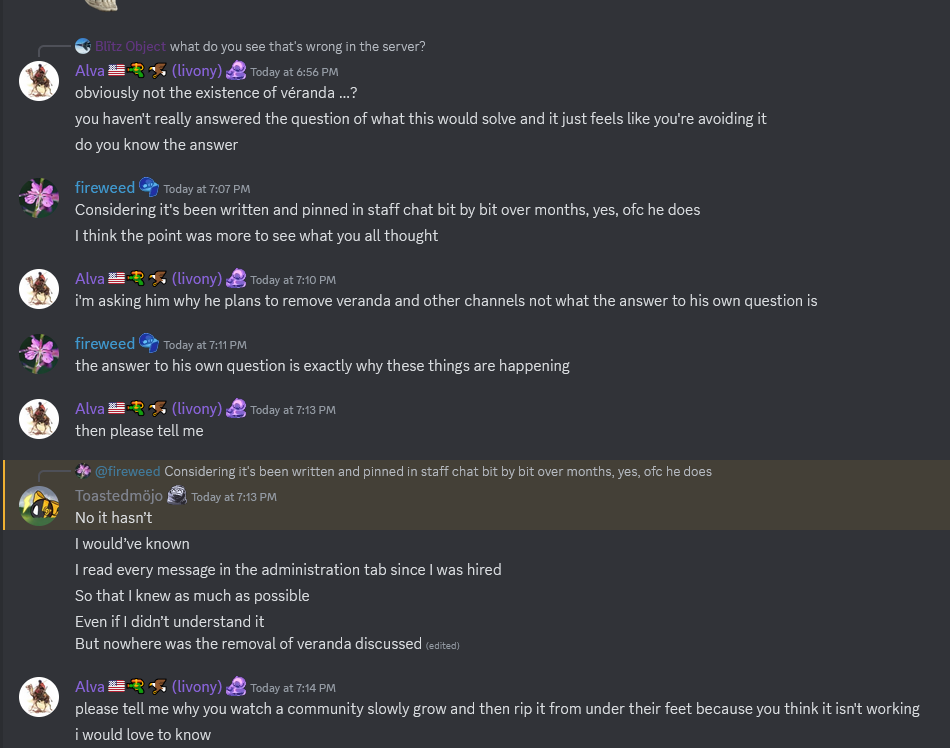 Blïtz Object what do you see that's wrong in the server?
Alva (livony) Today at 6:56 PM
obviously not the existence of véranda ...?
you haven't really answered the question of what this would solve and it just feels like you're avoiding it
do you know the answer
fireweed Today at 7:07 PM
Considering it's been written and pinned in staff chat bit by bit over months, yes, ofc he does
I think the point was more to see what you all thought
Alva (livony) Today at 7:10 PM
i'm asking him why he plans to remove veranda and other channels not what the answer to his own question is
fireweed Today at 7:11 PM
the answer to his own question is exactly why these things are happening
Alva (livony) Today at 7:13 PM
then please tell me
@fireweed Considering it's been written and pinned in staff chat bit by bit over months, yes, ofc he does
Toastedmöjo Today at 7:13 PM
No it hasn't
I would've known
I read every message in the administration tab since I was hired
So that I knew as much as possible
Even if I didn't understand it
But nowhere was the removal of veranda discussed (edited)
Alva (livony) Today at 7:14 PM
please tell me why you watch a community slowly grow and then rip it from under their feet because you think it isn't working
i would love to know